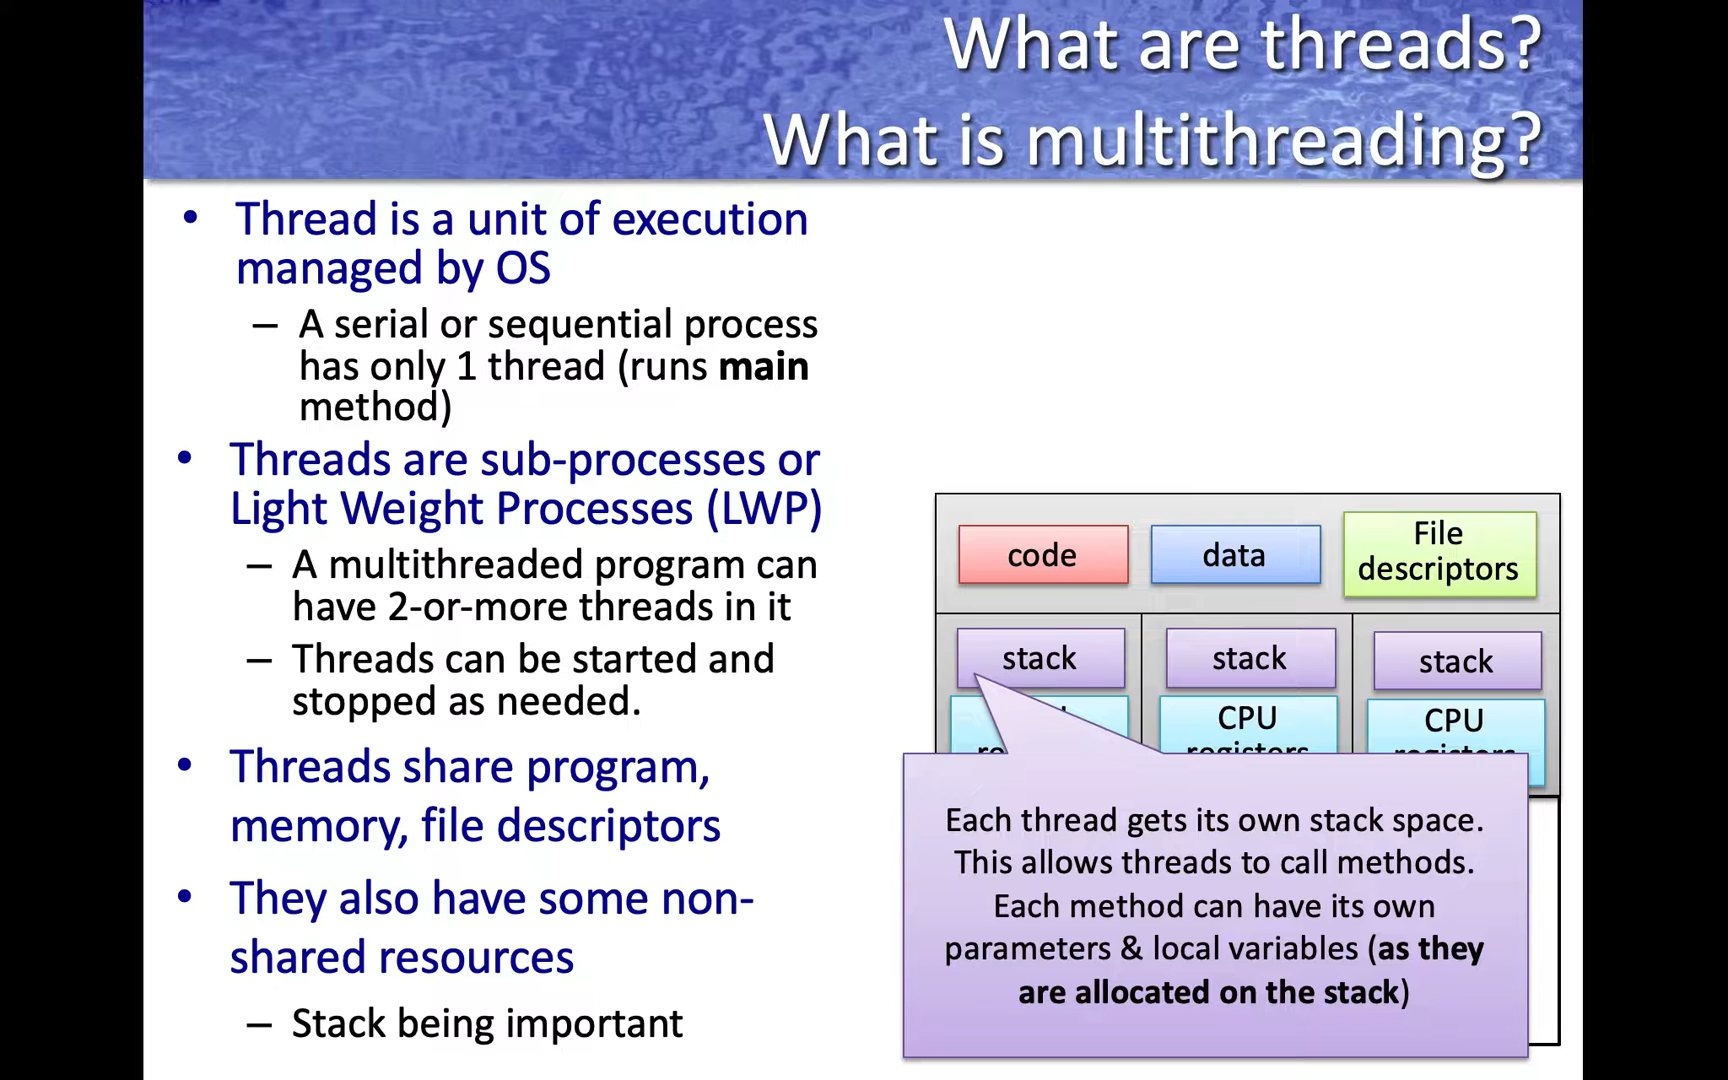 What are threads?
What is multithreading?
• Thread is a unit of execution
managed by OS
– A serial or sequential process
has only 1 thread (runs main
method)
• Threads are sub-processes or
Light Weight Processes (LWP)
– A multithreaded program can
have 2-or-more threads in it
– Threads can be started and
stopped as needed.
• Threads share program,
memory, file descriptors
• They also have some non-
shared resources
– Stack being important
code
data
File
descriptors
stack
stack
stack
CPU
registers
CPU
registers
Each thread gets its own stack space.
This allows threads to call methods.
Each method can have its own
parameters & local variables (as they
are allocated on the stack)